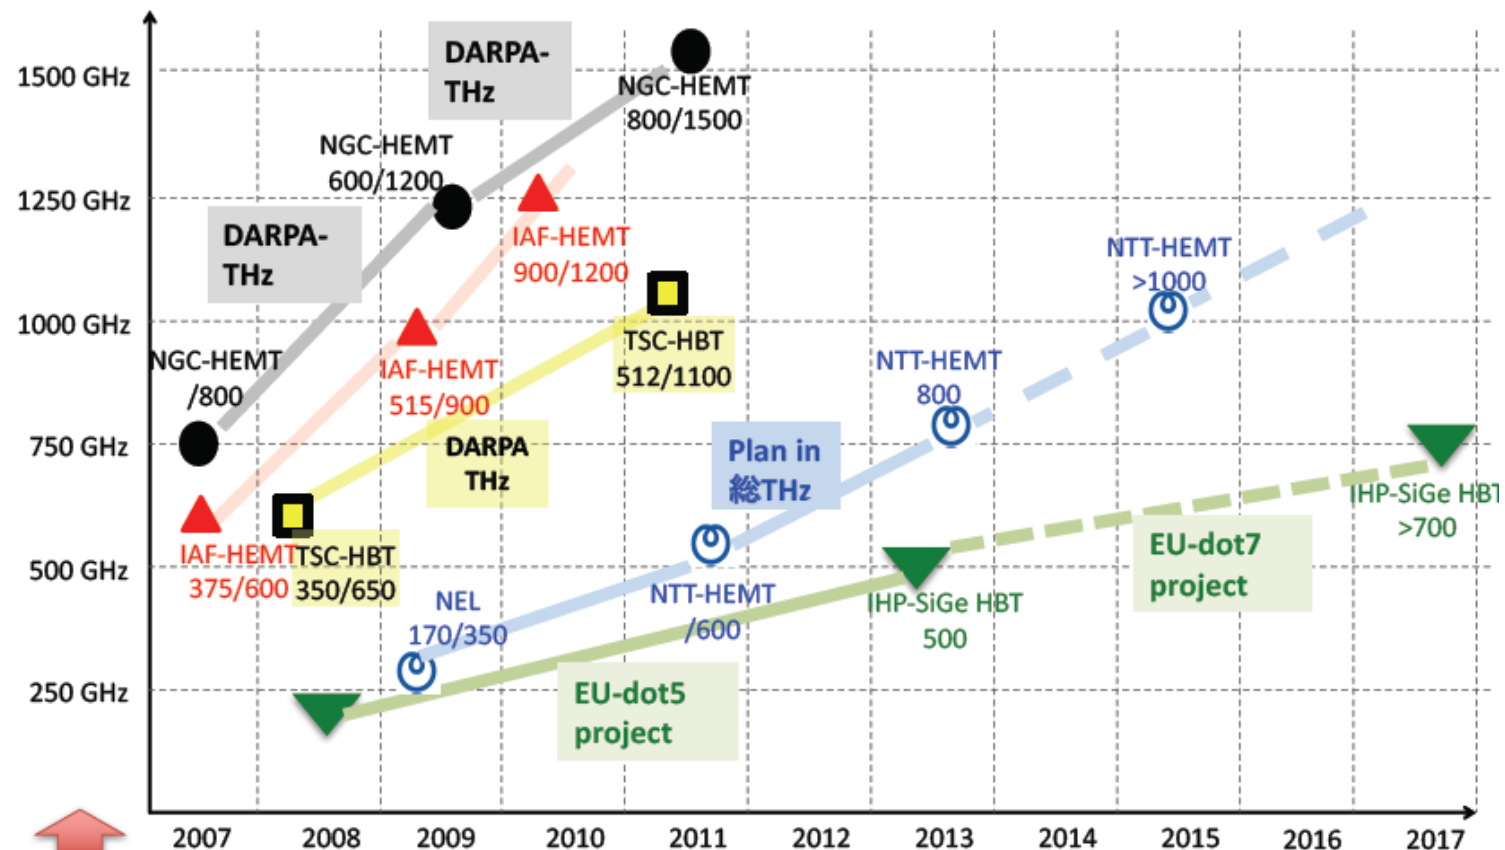 DARPA-
THz
1500 GHz
NGC-HEMT
800/1500
NGC-HEMT
600/1200
1250 GHz
DARPA-
THz
IAF-HEMT
900/1200
NTT-HEMT
>1000
1000 GHz
TSC-HBT
512/1100
NGC-HEMT
/800
IAF-HEMT
515/900
NTT-HEMT
800
750 GHz
DARPA
THz
Plan in
総THz
IHP-SiGe HBT
>700
500 GHz
IAF-HEMT
375/600
TSC-HBT
350/650
EU-dot7
project
NEL
170/350
NTT-HEMT
/600
IHP-SiGe HBT
500
250 GHz
EU-dot5
project
2007 2008 2009 2010 2011 2012 2013 2014 2015 2016 2017